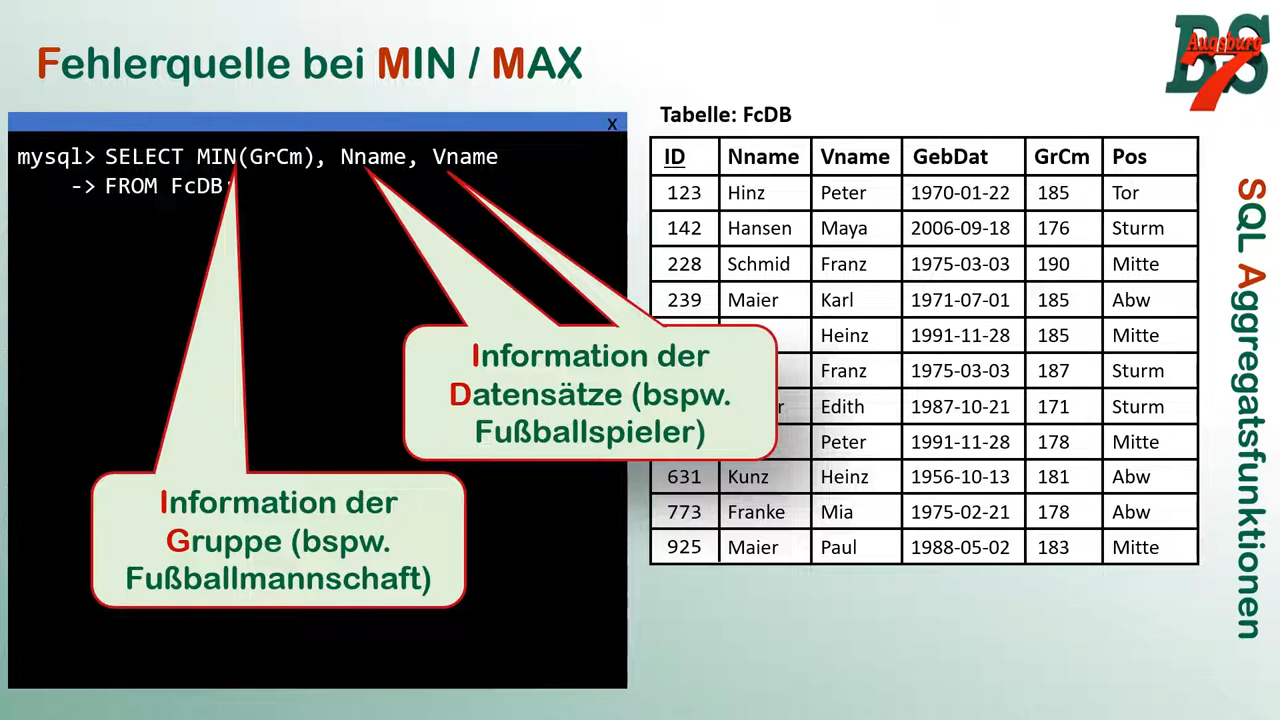 Fehlerquelle bei MIN / MAX
BS
Augsburg
7
x
mysql> SELECT MIN(GrCm), Nname, Vname
-> FROM FcDB;
Information der
Datensätze (bspw.
Fußballspieler)
Information der
Gruppe (bspw.
Fußballmannschaft)
Tabelle: FcDB
ID Nname Vname GebDat GrCm Pos
123 Hinz Peter 1970-01-22 185 Tor
142 Hansen Maya 2006-09-18 176 Sturm
228 Schmid Franz 1975-03-03 190 Mitte
239 Maier Karl 1971-07-01 185 Abw
Heinz 1991-11-28 185 Mitte
Franz 1975-03-03 187 Sturm
Edith 1987-10-21 171 Sturm
Peter 1991-11-28 178 Mitte
631 Kunz Heinz 1956-10-13 181 Abw
773 Franke Mia 1975-02-21 178 Abw
925 Maier Paul 1988-05-02 183 Mitte
SQL Aggregatsfunktionen